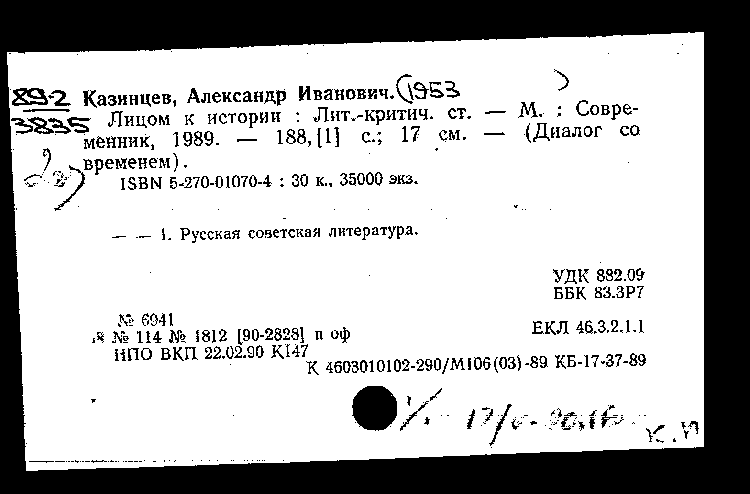 89-2 Казинцев, Александр Иванович. (1953 )
3835 Лицом к истории : Лит.-критич. ст. — М. : Совре-
менник, 1989. — 188,[1] с.; 17 см. — (Диалог со
временем).
ISBN 5-270-01070-4 : 30 к., 35000 экз.
— — 1. Русская советская литература.
УДК 882.09
ББК 83.3Р7
№ 6941
№ 114 № 1812 [90-2828] п оф
ЕКЛ 46.3.2.1.1
НПО ВКП 22.02.90 К147
К 4603010102-290/М106(03)-89 КБ-17-37-89